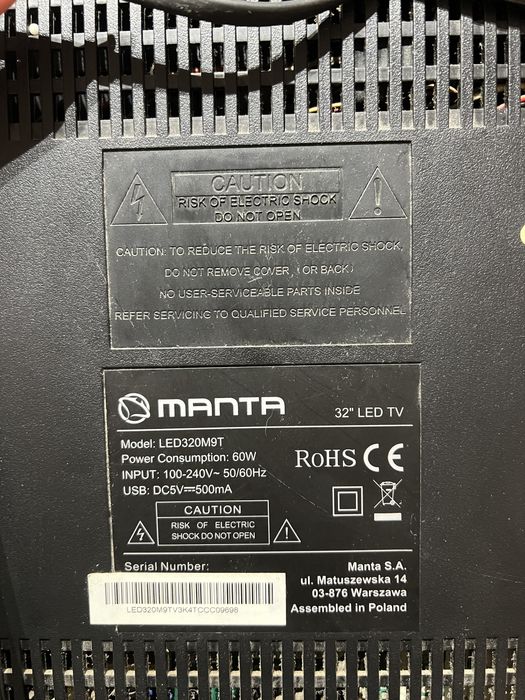 CAUTION
RISK OF ELECTRIC SHOCK
DO NOT OPEN
CAUTION: TO REDUCE THE RISK OF ELECTRIC SHOCK,
DO NOT REMOVE COVER, (OR BACK)
NO USER-SERVICEABLE PARTS INSIDE
REFER SERVICING TO QUALIFIED SERVICE PERSONNEL
MANTA
32" LED TV
Model: LED320M9T
Power Consumption: 60W
INPUT: 100-240V~ 50/60Hz
USB: DC5V⎓500mA
RoHS CE
CAUTION
RISK OF ELECTRIC
SHOCK DO NOT OPEN
Serial Number:
LED320M9TV3K4TCCC09698
Manta S.A.
ul. Matuszewska 14
03-876 Warszawa
Assembled in Poland